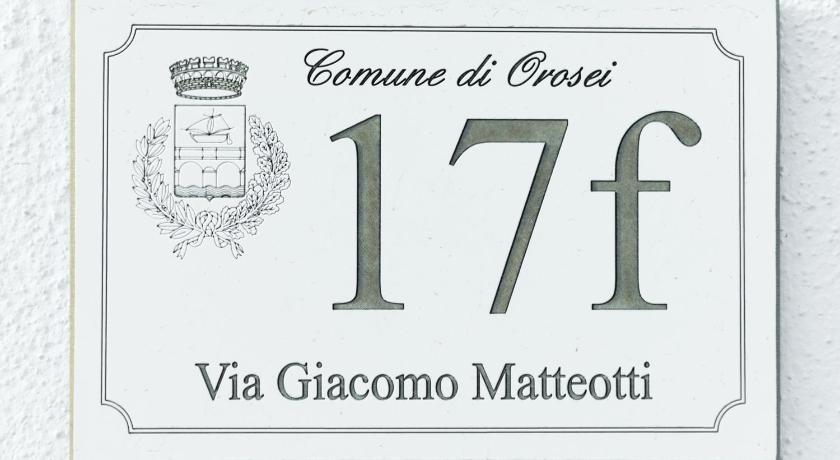 Comune di Orosei
17f
Via Giacomo Matteotti